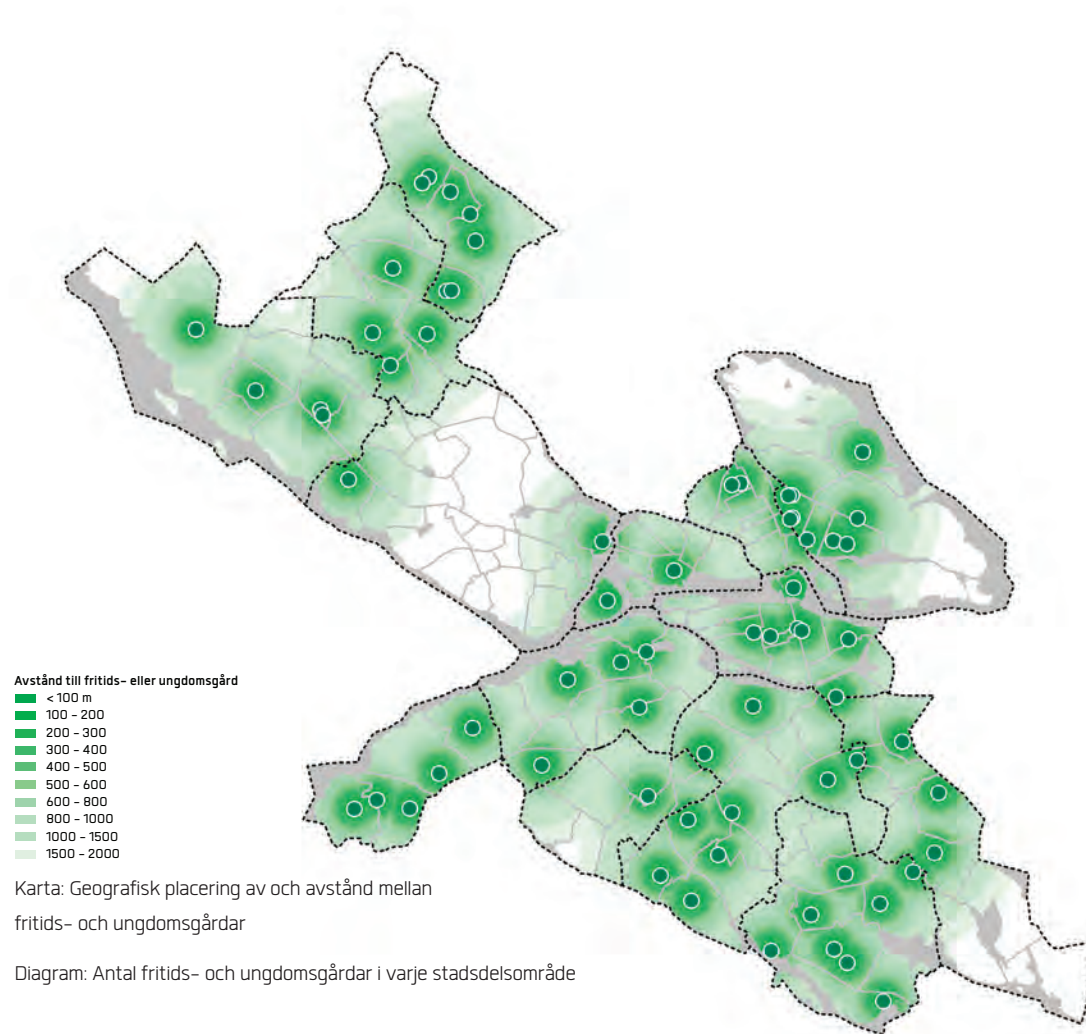 Avstånd till fritids- eller ungdomsgård
< 100 m
100 - 200
200 - 300
300 - 400
400 - 500
500 - 600
600 - 800
800 - 1000
1000 - 1500
1500 - 2000
Karta: Geografisk placering av och avstånd mellan
fritids- och ungdomsgårdar
Diagram: Antal fritids- och ungdomsgårdar i varje stadsdelsområde